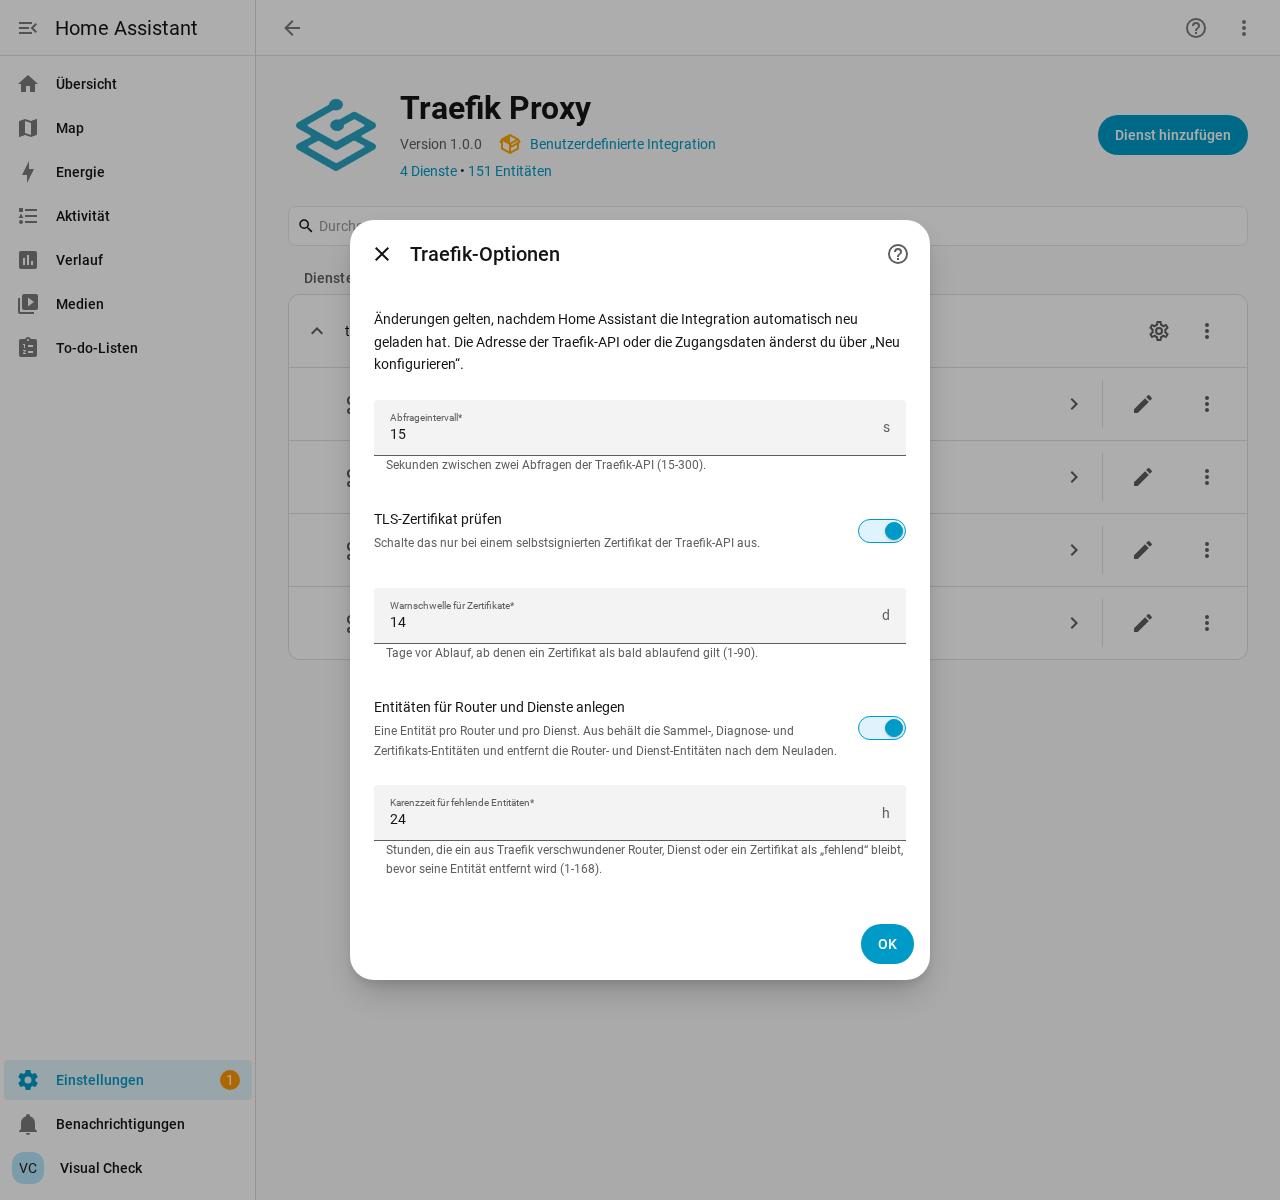 Home Assistant
Übersicht
Map
Energie
Aktivität
Verlauf
Medien
To-do-Listen
Einstellungen
1
Benachrichtigungen
VC
Visual Check
Traefik Proxy
Version 1.0.0
Benutzerdefinierte Integration
4 Dienste • 151 Entitäten
Dienst hinzufügen
Dienste
Traefik-Optionen
Änderungen gelten, nachdem Home Assistant die Integration automatisch neu
geladen hat. Die Adresse der Traefik-API oder die Zugangsdaten änderst du über „Neu
konfigurieren“.
Abfrageintervall*
15
s
Sekunden zwischen zwei Abfragen der Traefik-API (15-300).
TLS-Zertifikat prüfen
Schalte das nur bei einem selbstsignierten Zertifikat der Traefik-API aus.
Warnschwelle für Zertifikate*
14
d
Tage vor Ablauf, ab denen ein Zertifikat als bald ablaufend gilt (1-90).
Entitäten für Router und Dienste anlegen
Eine Entität pro Router und pro Dienst. Aus behält die Sammel-, Diagnose- und
Zertifikats-Entitäten und entfernt die Router- und Dienst-Entitäten nach dem Neuladen.
Karenzzeit für fehlende Entitäten*
24
h
Stunden, die ein aus Traefik verschwundener Router, Dienst oder ein Zertifikat als „fehlend“ bleibt,
bevor seine Entität entfernt wird (1-168).
OK